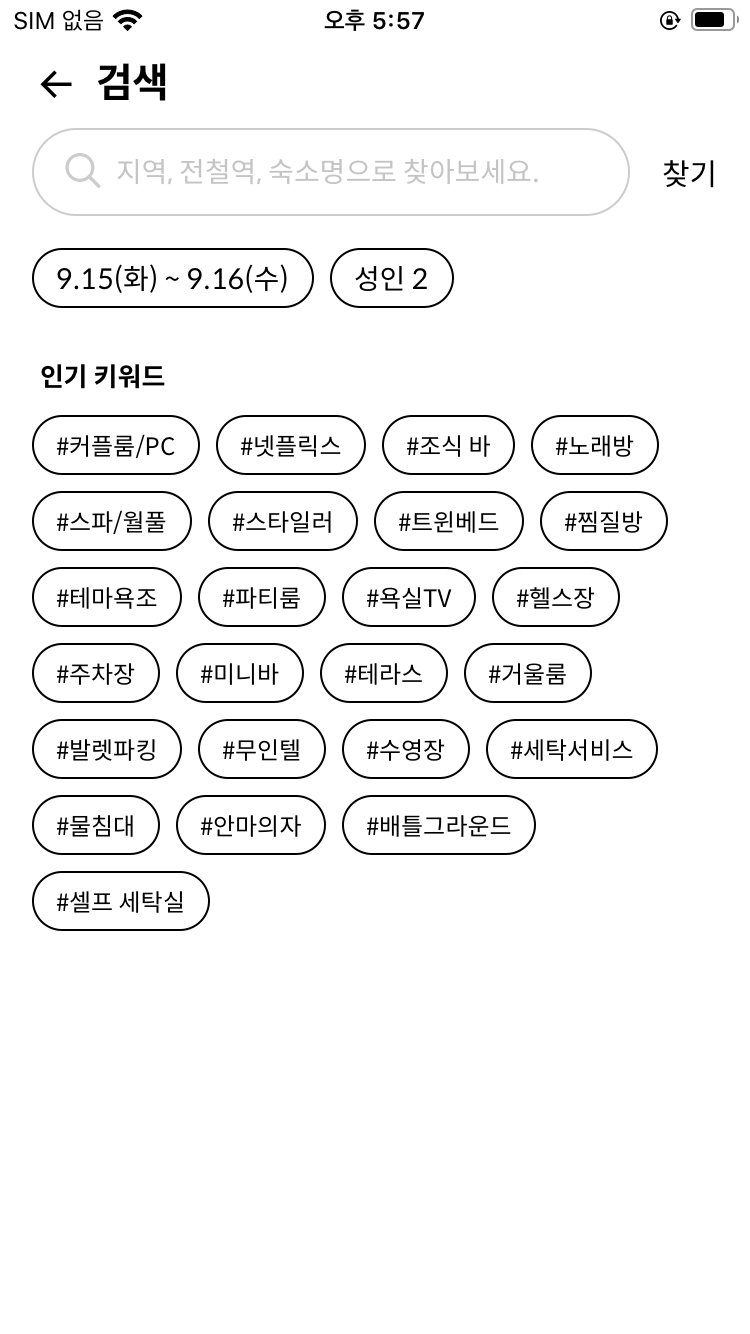 SIM 없음 오후 5:57
검색
지역, 전철역, 숙소명으로 찾아보세요. 찾기
9.15(화) ~ 9.16(수) 성인 2
인기 키워드
#커플룸/PC #넷플릭스 #조식 바 #노래방
#스파/월풀 #스타일러 #트윈베드 #찜질방
#테마욕조 #파티룸 #욕실TV #헬스장
#주차장 #미니바 #테라스 #거울룸
#발렛파킹 #무인텔 #수영장 #세탁서비스
#물침대 #안마의자 #배틀그라운드
#셀프 세탁실